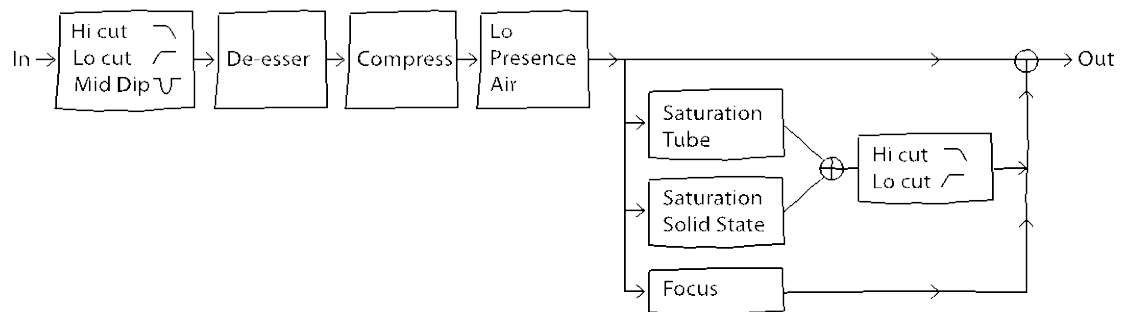 In
Hi cut
Lo cut
Mid Dip
De-esser
Compress
Lo
Presence
Air
Out
Saturation
Tube
Saturation
Solid State
Hi cut
Lo cut
Focus